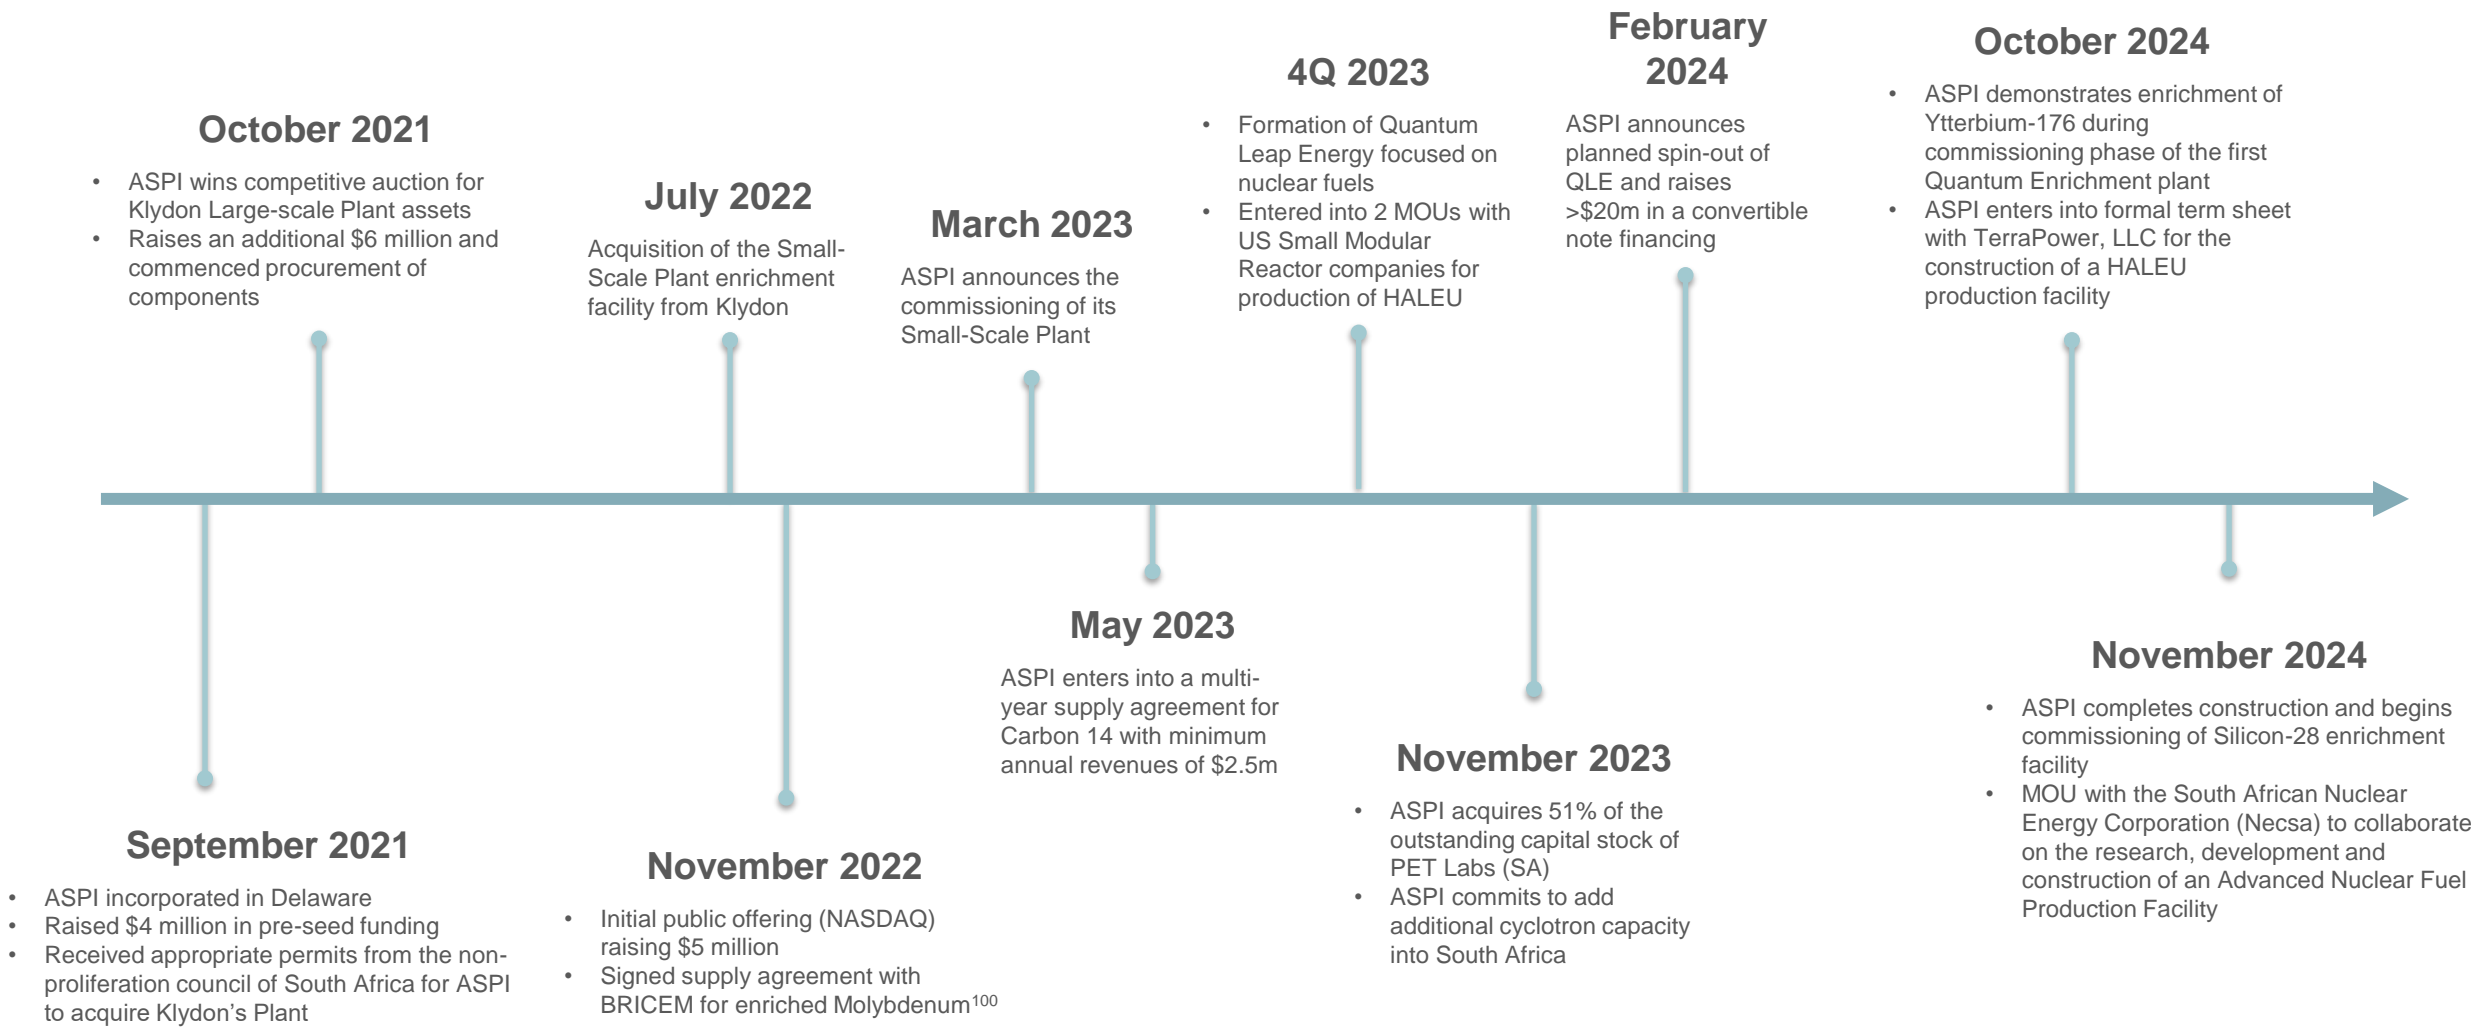 October 2021
• ASPI wins competitive auction for
Klydon Large-scale Plant assets
• Raises an additional $6 million and
commenced procurement of
components
July 2022
Acquisition of the Small-
Scale Plant enrichment
facility from Klydon
March 2023
ASPI announces the
commissioning of its
Small-Scale Plant
4Q 2023
• Formation of Quantum
Leap Energy focused on
nuclear fuels
• Entered into 2 MOUs with
US Small Modular
Reactor companies for
production of HALEU
February
2024
ASPI announces
planned spin-out of
QLE and raises
>$20m in a convertible
note financing
October 2024
• ASPI demonstrates enrichment of
Ytterbium-176 during
commissioning phase of the first
Quantum Enrichment plant
• ASPI enters into formal term sheet
with TerraPower, LLC for the
construction of a HALEU
production facility
September 2021
• ASPI incorporated in Delaware
• Raised $4 million in pre-seed funding
• Received appropriate permits from the non-
proliferation council of South Africa for ASPI
to acquire Klydon’s Plant
November 2022
• Initial public offering (NASDAQ)
raising $5 million
• Signed supply agreement with
BRICEM for enriched Molybdenum¹⁰⁰
May 2023
ASPI enters into a multi-
year supply agreement for
Carbon 14 with minimum
annual revenues of $2.5m
November 2023
• ASPI acquires 51% of the
outstanding capital stock of
PET Labs (SA)
• ASPI commits to add
additional cyclotron capacity
into South Africa
November 2024
• ASPI completes construction and begins
commissioning of Silicon-28 enrichment
facility
• MOU with the South African Nuclear
Energy Corporation (Necsa) to collaborate
on the research, development and
construction of an Advanced Nuclear Fuel
Production Facility